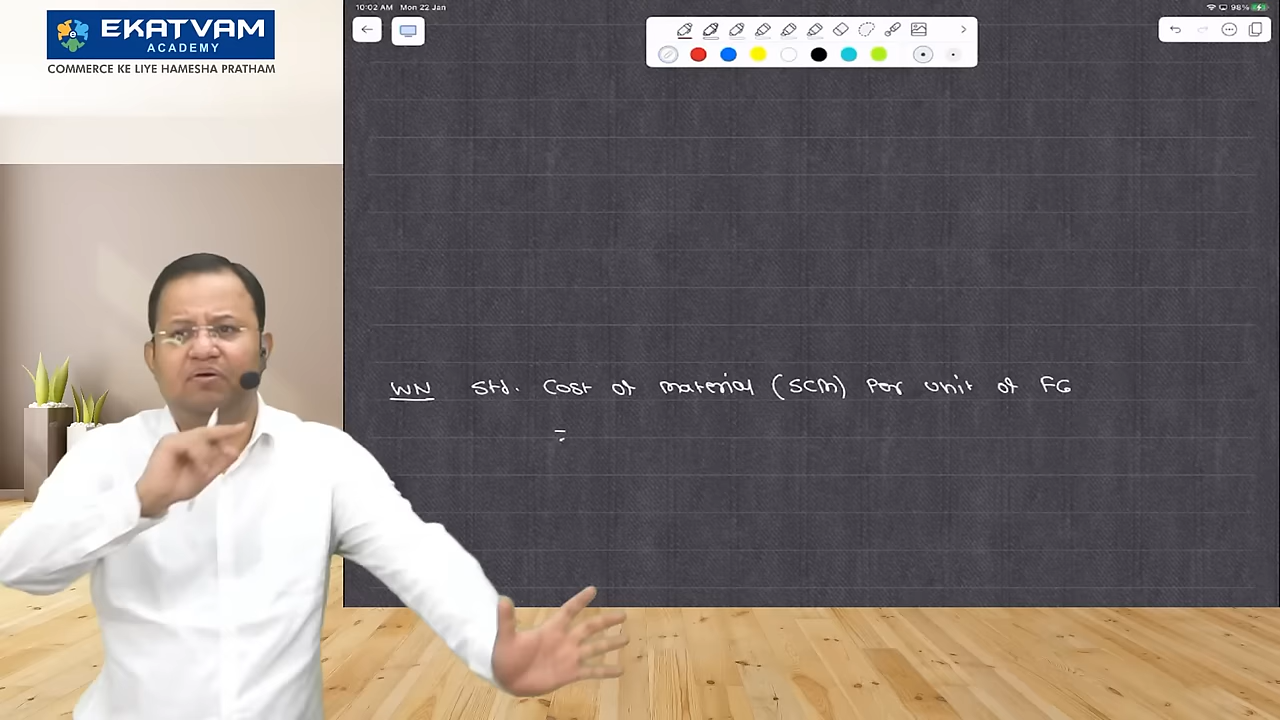 EKATVAM
ACADEMY
COMMERCE KE LIYE HAMESHA PRATHAM
10:02 AM Mon 22 Jan
98%
WN Std. Cost of material (SCM) Per unit of FG
=